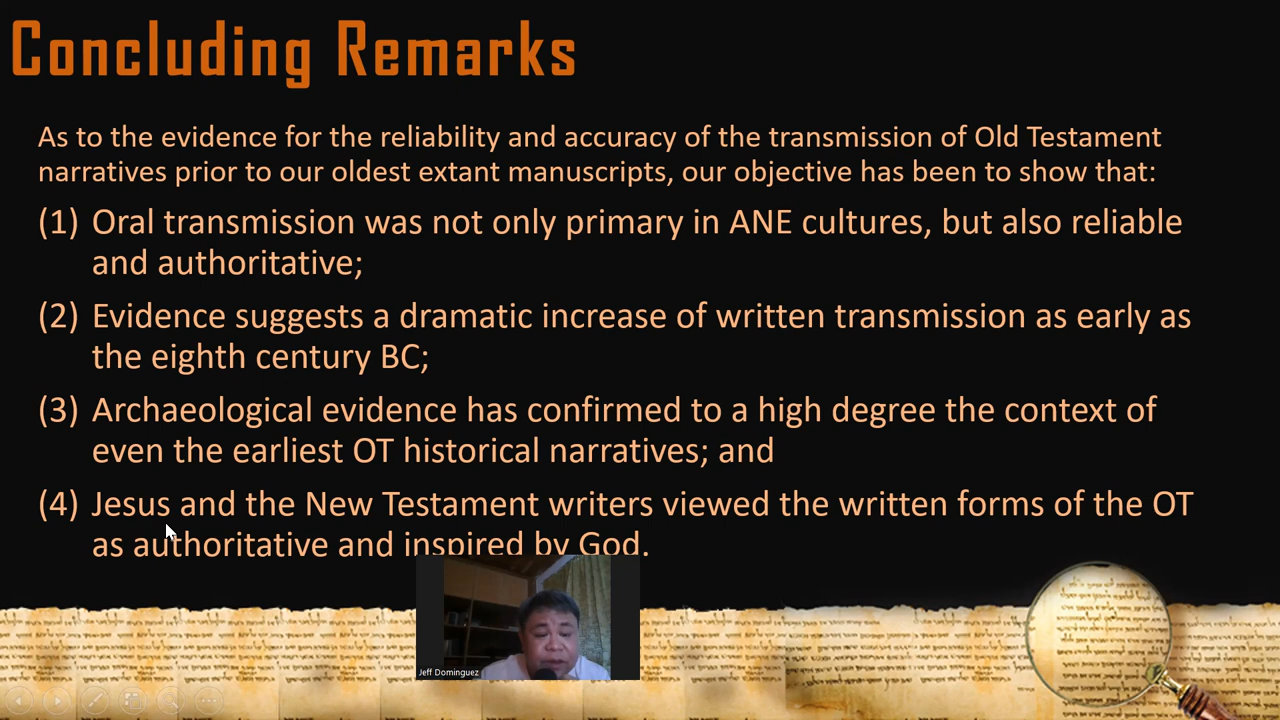 Concluding Remarks
As to the evidence for the reliability and accuracy of the transmission of Old Testament
narratives prior to our oldest extant manuscripts, our objective has been to show that:
(1) Oral transmission was not only primary in ANE cultures, but also reliable
and authoritative;
(2) Evidence suggests a dramatic increase of written transmission as early as
the eighth century BC;
(3) Archaeological evidence has confirmed to a high degree the context of
even the earliest OT historical narratives; and
(4) Jesus and the New Testament writers viewed the written forms of the OT
as authoritative and inspired by God.
Jeff Dominguez